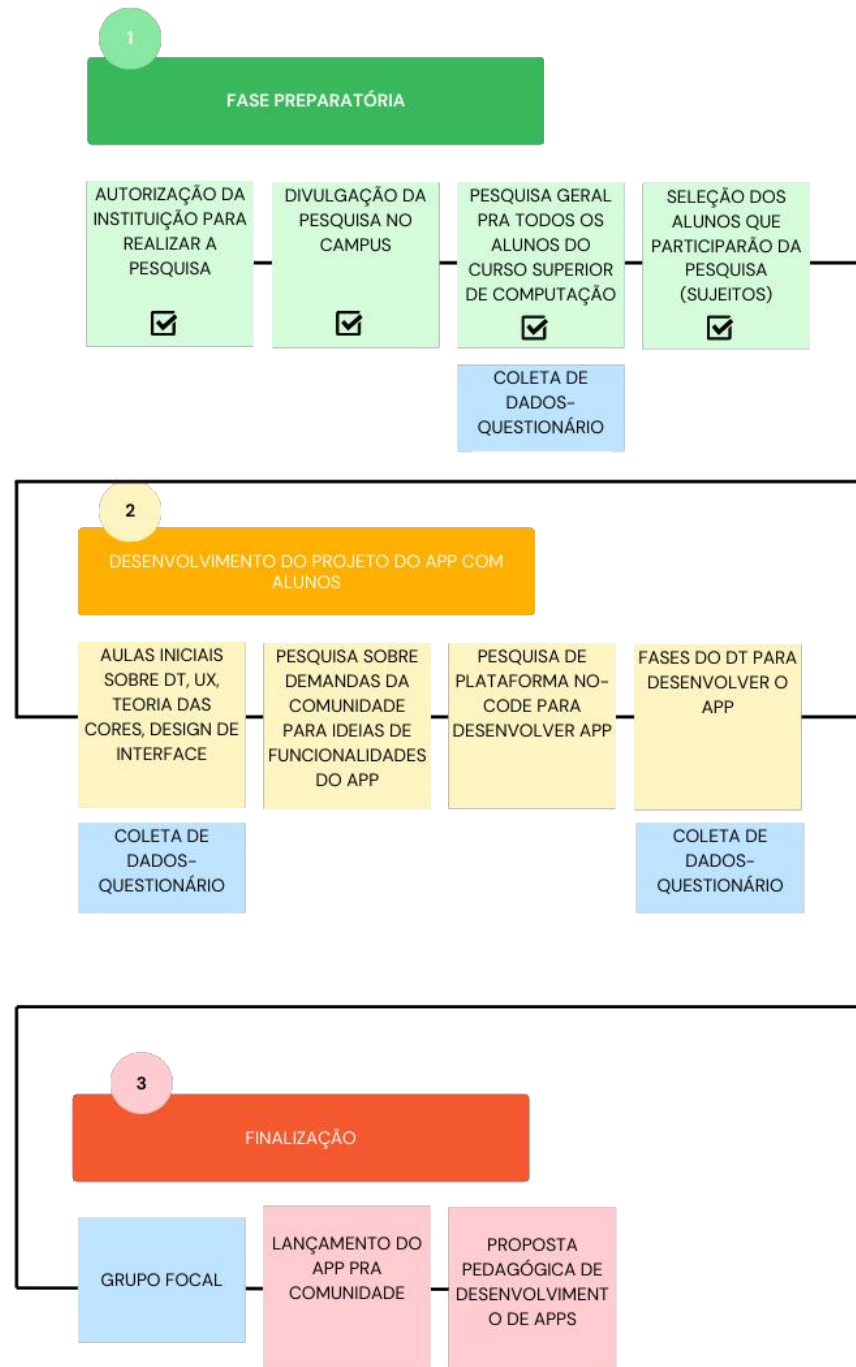 1
FASE PREPARATÓRIA
AUTORIZAÇÃO DA
INSTITUIÇÃO PARA
REALIZAR A
PESQUISA
DIVULGAÇÃO DA
PESQUISA NO
CAMPUS
PESQUISA GERAL
PRA TODOS OS
ALUNOS DO
CURSO SUPERIOR
DE COMPUTAÇÃO
SELEÇÃO DOS
ALUNOS QUE
PARTICIPARÃO DA
PESQUISA
(SUJEITOS)
COLETA DE
DADOS-
QUESTIONÁRIO
2
DESENVOLVIMENTO DO PROJETO DO APP COM
ALUNOS
AULAS INICIAIS
SOBRE DT, UX,
TEORIA DAS
CORES, DESIGN DE
INTERFACE
PESQUISA SOBRE
DEMANDAS DA
COMUNIDADE
PARA IDEIAS DE
FUNCIONALIDADES
DO APP
PESQUISA DE
PLATAFORMA NO-
CODE PARA
DESENVOLVER APP
FASES DO DT PARA
DESENVOLVER O
APP
COLETA DE
DADOS-
QUESTIONÁRIO
COLETA DE
DADOS-
QUESTIONÁRIO
3
FINALIZAÇÃO
GRUPO FOCAL
LANÇAMENTO DO
APP PRA
COMUNIDADE
PROPOSTA
PEDAGÓGICA DE
DESENVOLVIMENT
O DE APPS